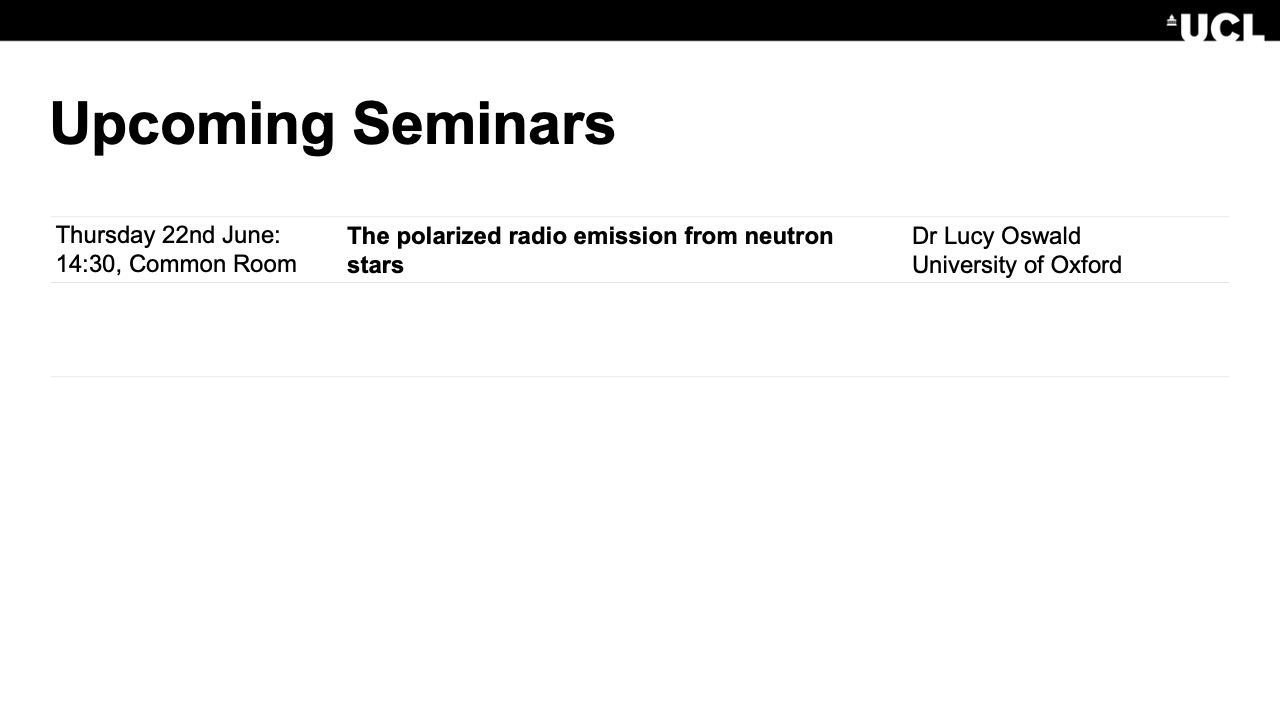 UCL
Upcoming Seminars
Thursday 22nd June:
14:30, Common Room
The polarized radio emission from neutron
stars
Dr Lucy Oswald
University of Oxford